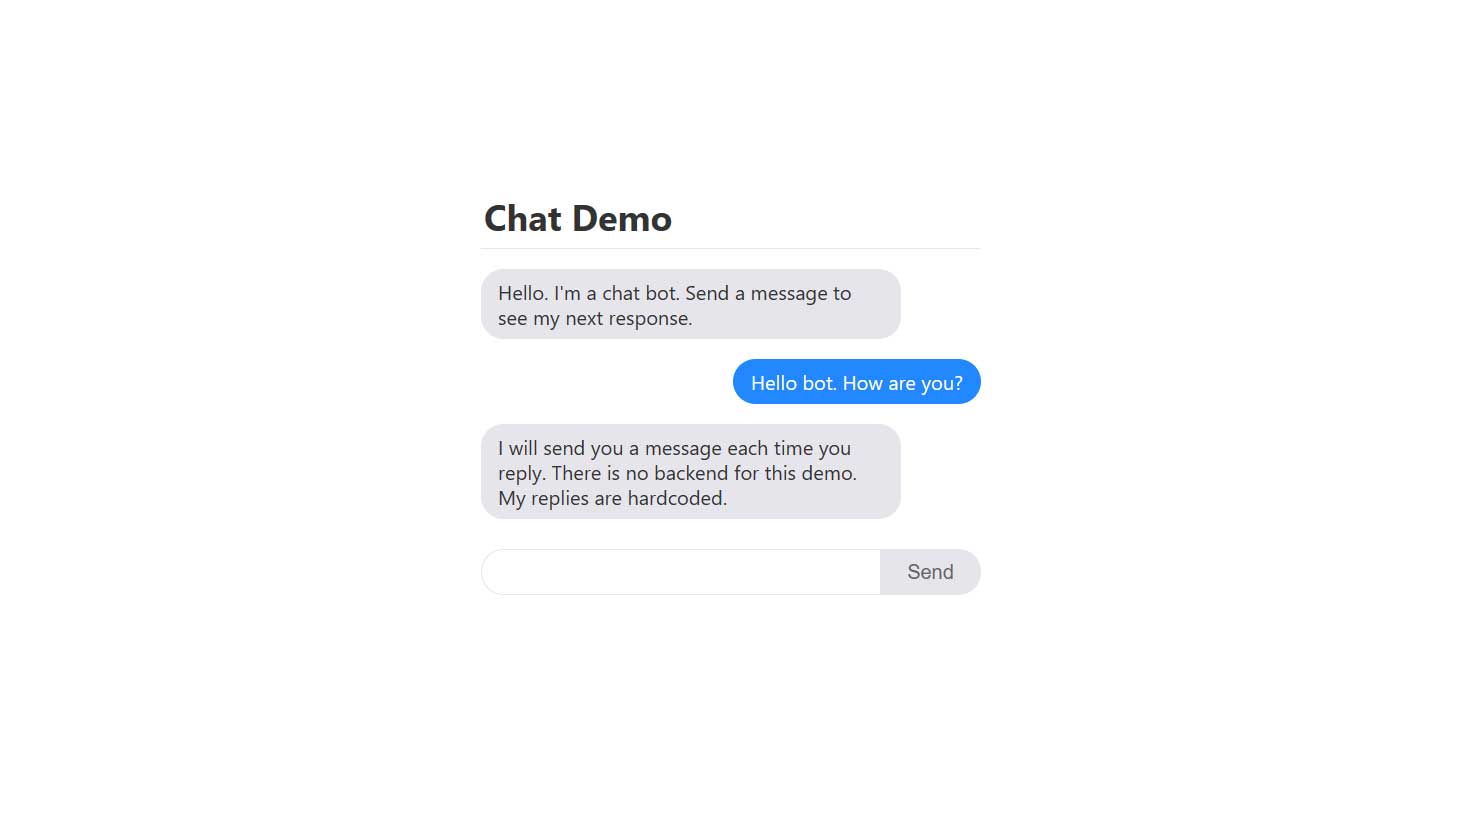 Chat Demo
Hello. I'm a chat bot. Send a message to
see my next response.
Hello bot. How are you?
I will send you a message each time you
reply. There is no backend for this demo.
My replies are hardcoded.
Send